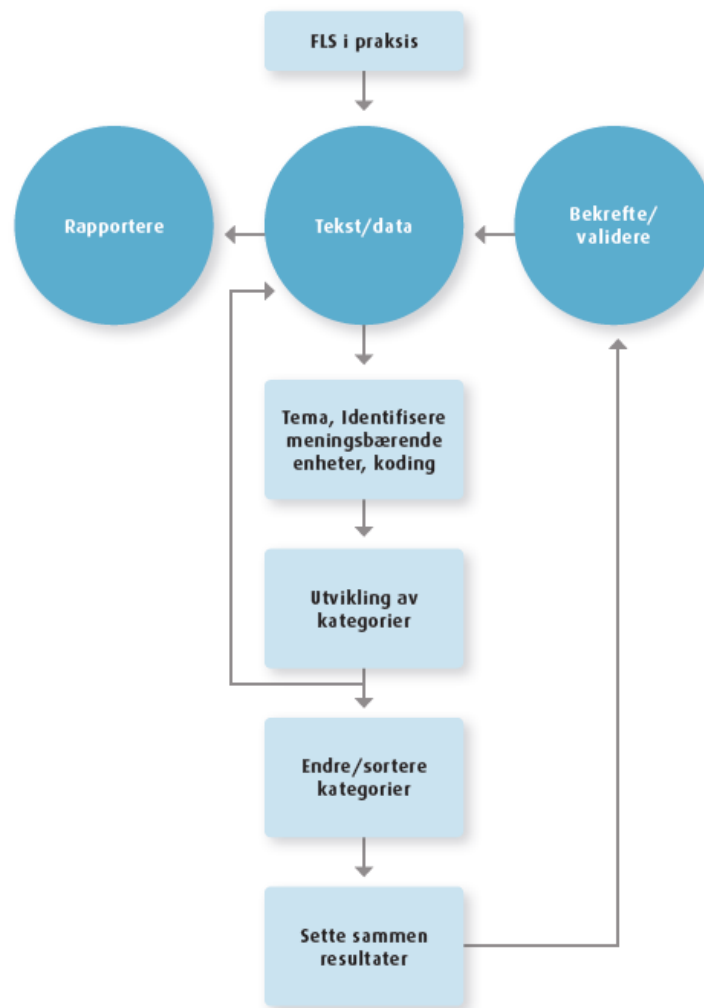 FLS i praksis
Rapportere
Tekst/data
Bekrefte/
validere
Tema, Identifisere
meningsbærende
enheter, koding
Utvikling av
kategorier
Endre/sortere
kategorier
Sette sammen
resultater